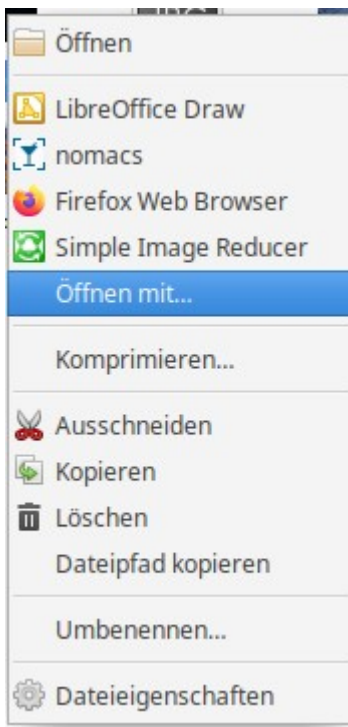 Öffnen
LibreOffice Draw
nomacs
Firefox Web Browser
Simple Image Reducer
Öffnen mit...
Komprimieren...
Ausschneiden
Kopieren
Löschen
Dateipfad kopieren
Umbenennen...
Dateieigenschaften